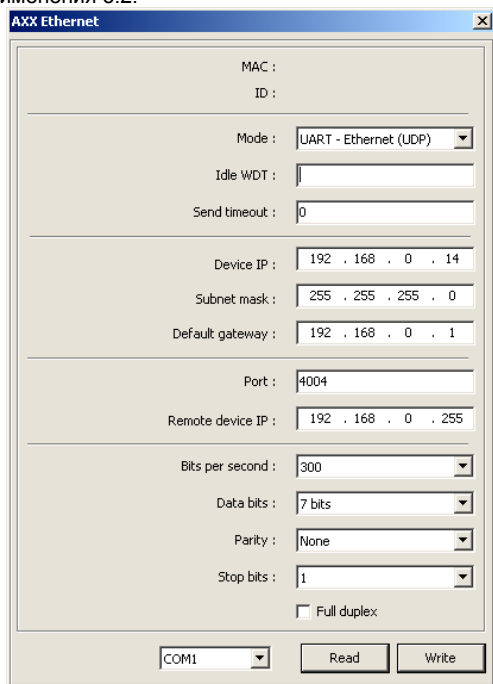 AXX Ethernet
MAC :
ID :
Mode : UART - Ethernet (UDP)
Idle WDT :
Send timeout : 0
Device IP : 192 . 168 . 0 . 14
Subnet mask : 255 . 255 . 255 . 0
Default gateway : 192 . 168 . 0 . 1
Port : 4004
Remote device IP : 192 . 168 . 0 . 255
Bits per second : 300
Data bits : 7 bits
Parity : None
Stop bits : 1
Full duplex
COM1 Read Write